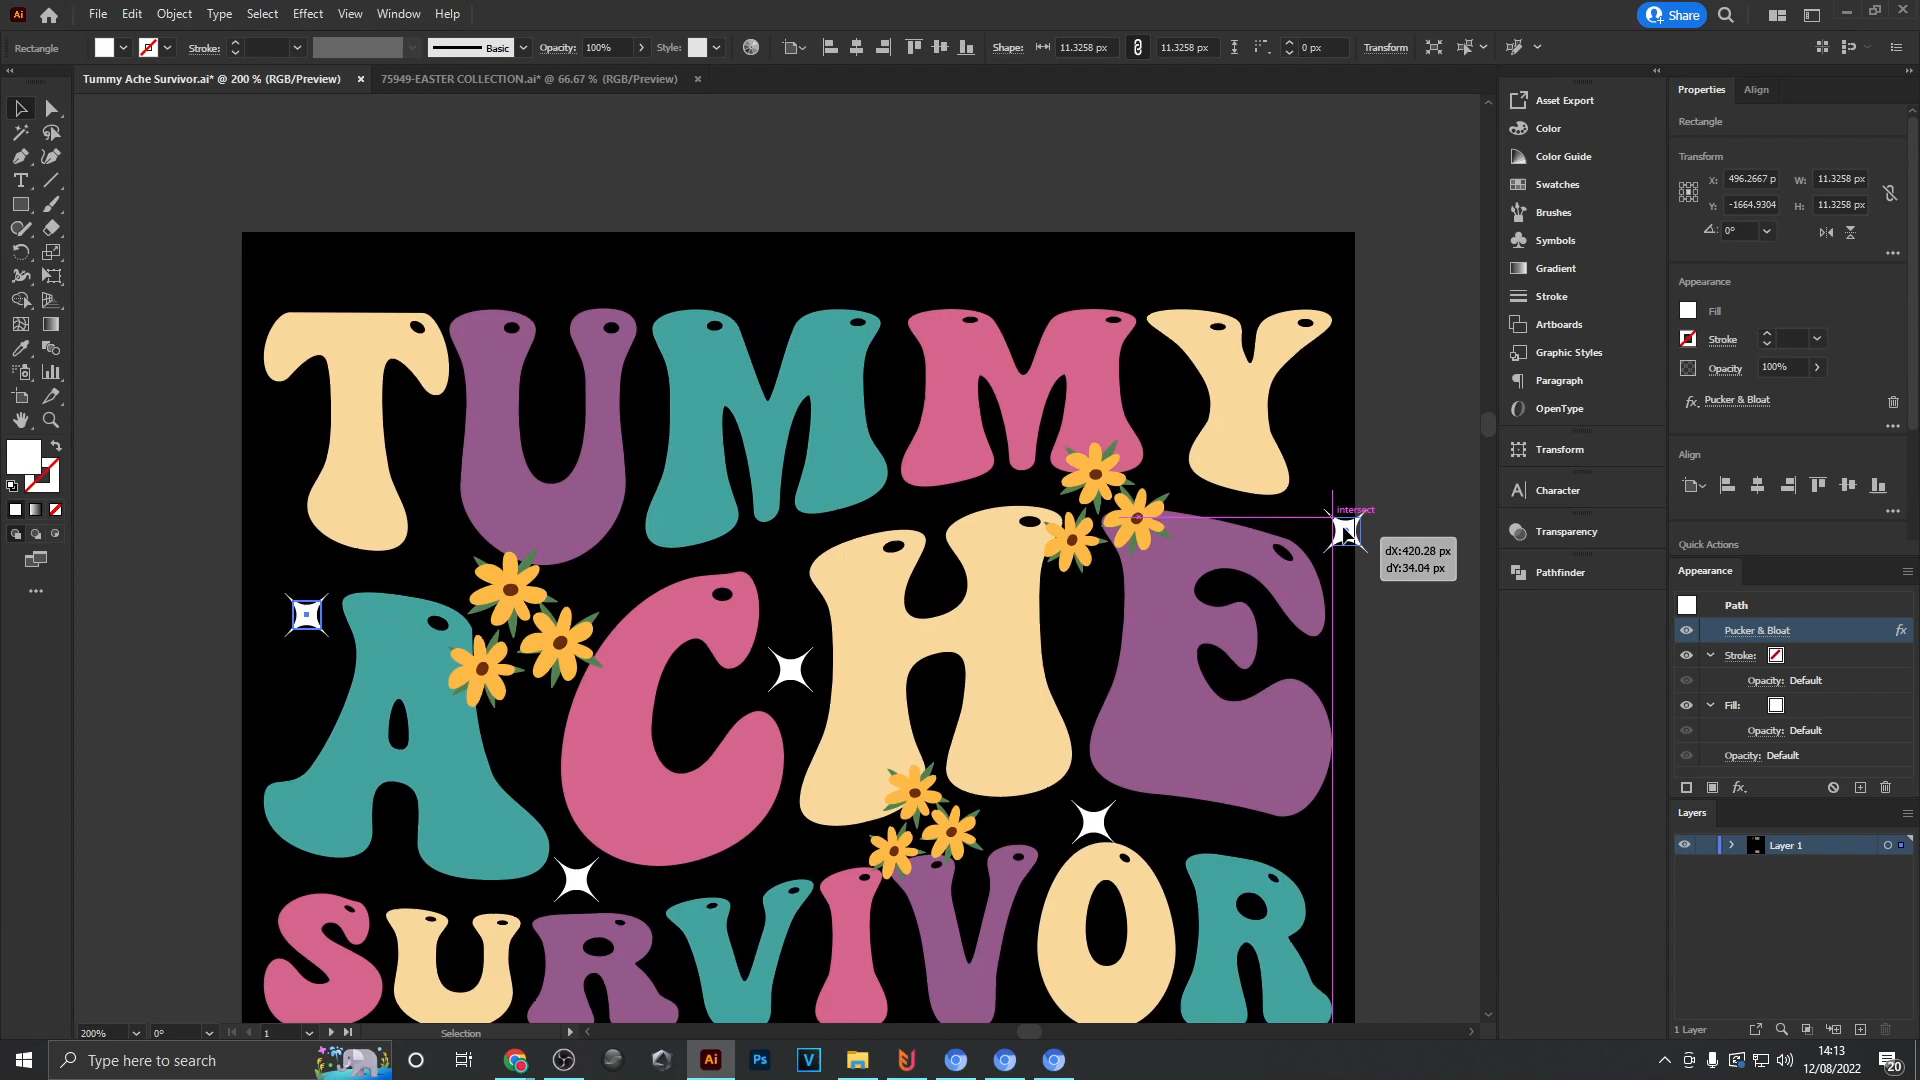 Ai File Edit Object Type Select Effect View Window Help Share
Rectangle Stroke: Basic Opacity: 100% Style: Shape: 11.3258 px 11.3258 px 0 px Transform
Tummy Ache Survivor.ai* @ 200 % (RGB/Preview) × 75949-EASTER COLLECTION.ai* @ 66.67 % (RGB/Preview) ×
Asset Export
Color
Color Guide
Swatches
Brushes
Symbols
Gradient
Stroke
Artboards
Graphic Styles
Paragraph
OpenType
Transform
Character
Transparency
Pathfinder
Properties Align
Rectangle
Transform
X: 496.2667 p W: 11.3258 px
Y: -1664.9304 H: 11.3258 px
0°
Appearance
Fill
Stroke
Opacity 100%
fx. Pucker & Bloat
Align
Quick Actions
Appearance
Path
Pucker & Bloat fx
Stroke:
Opacity: Default
Fill:
Opacity: Default
Opacity: Default
fx.
Layers
Layer 1
1 Layer
TUMMY
ACHE
SURVIVOR
intersect
dX:420.28 px
dY:34.04 px
200% 0° 1 Selection
Type here to search
Ai Ps V
14:13
12/08/2022
20